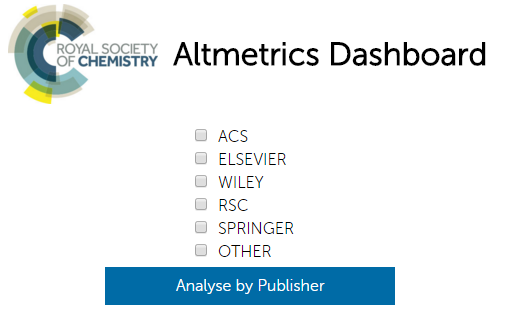 ROYAL SOCIETY
OF CHEMISTRY
Altmetrics Dashboard
ACS
ELSEVIER
WILEY
RSC
SPRINGER
OTHER
Analyse by Publisher